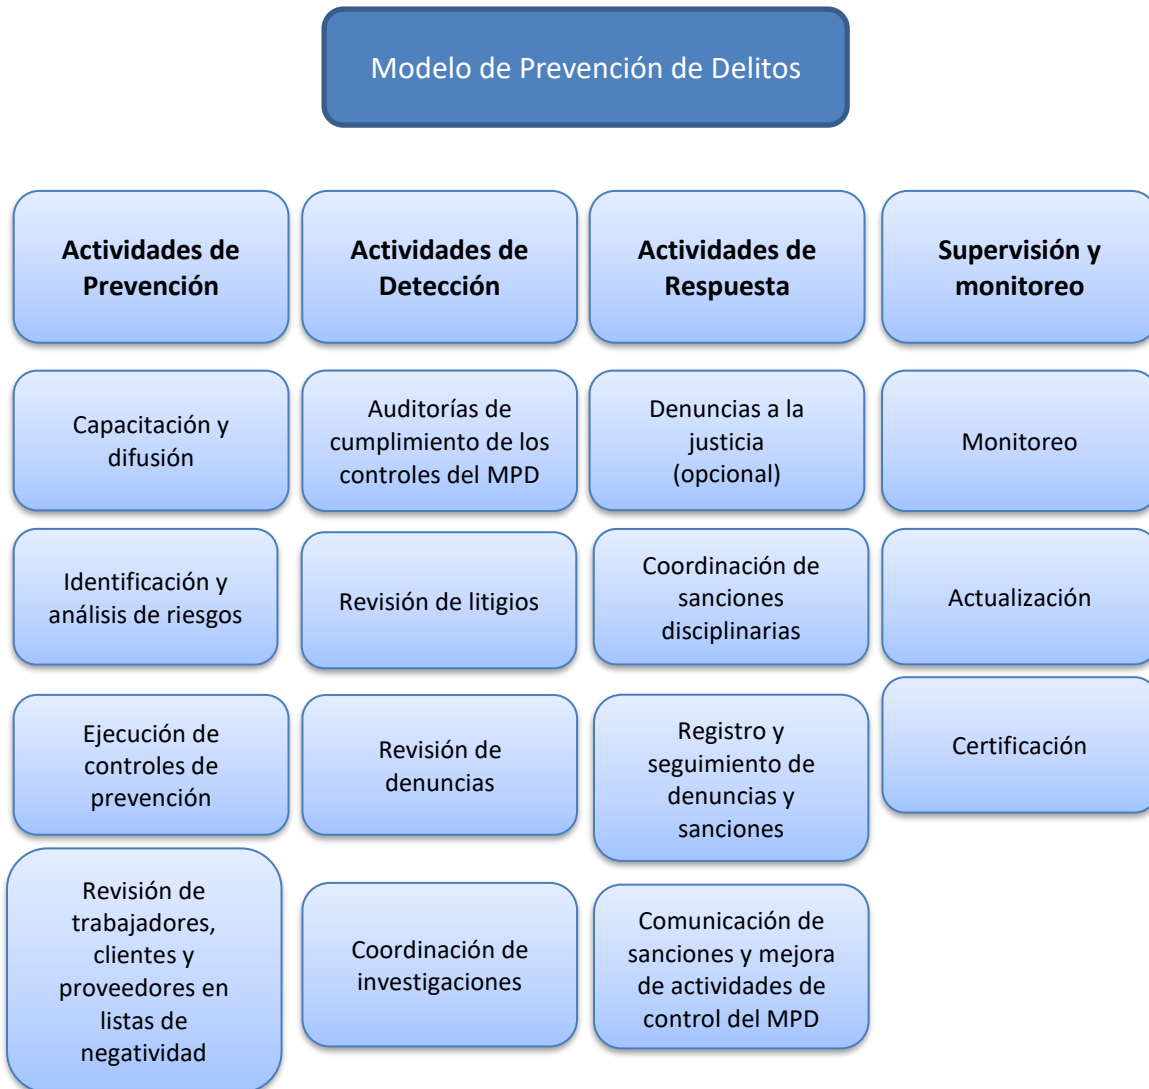 Modelo de Prevención de Delitos
Actividades de
Prevención
Actividades de
Detección
Actividades de
Respuesta
Supervisión y
monitoreo
Capacitación y
difusión
Auditorías de
cumplimiento de los
controles del MPD
Denuncias a la
justicia
(opcional)
Monitoreo
Identificación y
análisis de riesgos
Revisión de litigios
Coordinación de
sanciones
disciplinarias
Actualización
Ejecución de
controles de
prevención
Revisión de
denuncias
Registro y
seguimiento de
denuncias y
sanciones
Certificación
Revisión de
trabajadores,
clientes y
proveedores en
listas de
negatividad
Coordinación de
investigaciones
Comunicación de
sanciones y mejora
de actividades de
control del MPD